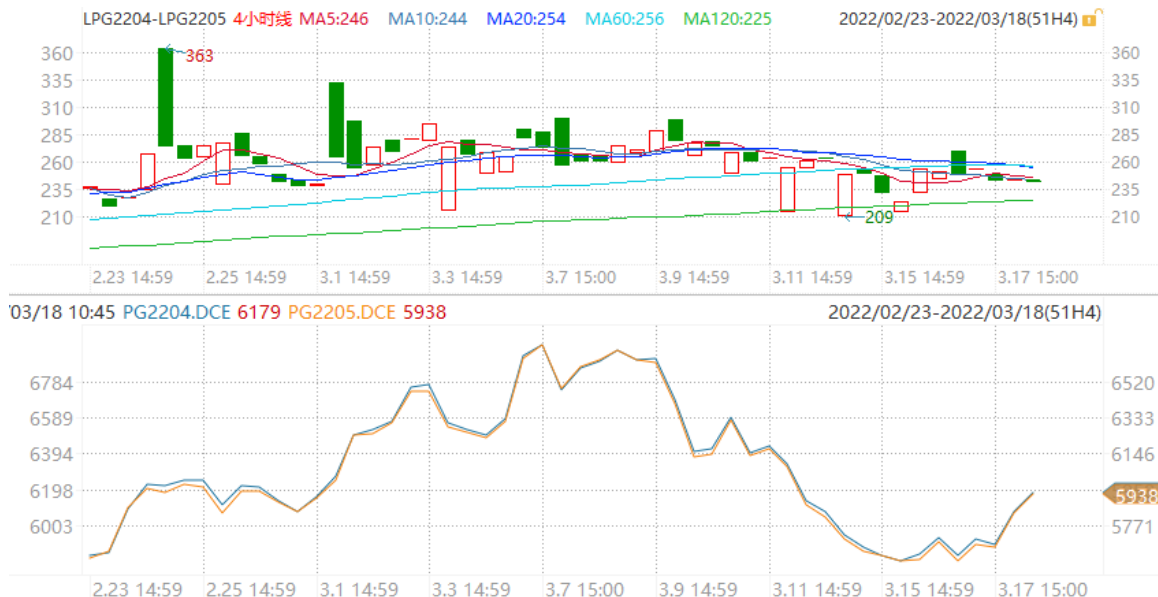 LPG2204-LPG2205 4小时线 MA5:246 MA10:244 MA20:254 MA60:256 MA120:225 2022/02/23-2022/03/18(51H4)
363
360 360
335 335
310 310
285 285
260 260
235 235
210 209 210
2.23 14:59 2.25 14:59 3.1 14:59 3.3 14:59 3.7 15:00 3.9 14:59 3.11 14:59 3.15 14:59 3.17 15:00
/03/18 10:45 PG2204.DCE 6179 PG2205.DCE 5938 2022/02/23-2022/03/18(51H4)
6784 6520
6589 6333
6394 6146
6198 5938
6003 5771
2.23 14:59 2.25 14:59 3.1 14:59 3.3 14:59 3.7 15:00 3.9 14:59 3.11 14:59 3.15 14:59 3.17 15:00